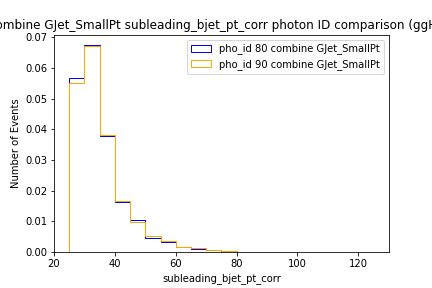 ombine GJet_SmallPt subleading_bjet_pt_corr photon ID comparison (ggH
0.07
0.06
0.05
0.04
0.03
0.02
0.01
0.00
Number of Events
pho_id 80 combine GJet_SmallPt
pho_id 90 combine GJet_SmallPt
20 40 60 80 100 120
subleading_bjet_pt_corr